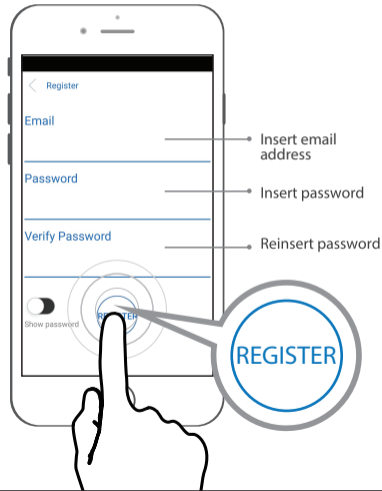 Register
Email
Insert email
address
Password
Insert password
Verify Password
Reinsert password
Show password
REGISTER
REGISTER